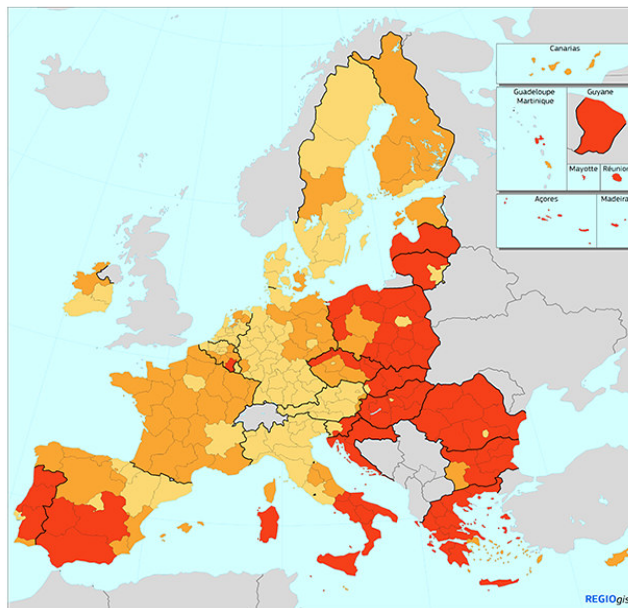 Canarias
Guadeloupe
Martinique
Guyane
Mayotte
Réunion
Açores
Madeira
REGIOgis